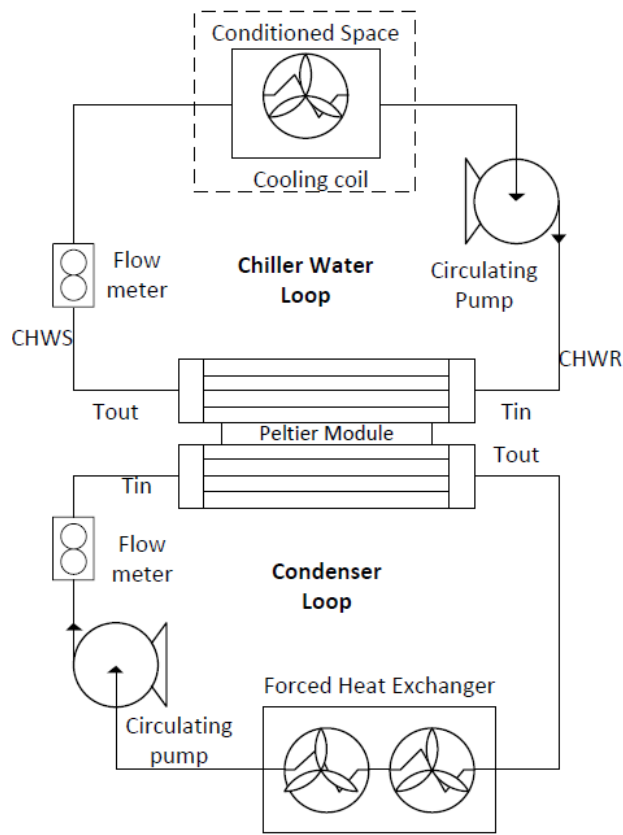 Conditioned Space
Cooling coil
Flow
meter
Chiller Water
Loop
Circulating
Pump
CHWS
CHWR
Tout
Tin
Peltier Module
Tout
Tin
Flow
meter
Condenser
Loop
Forced Heat Exchanger
Circulating
pump